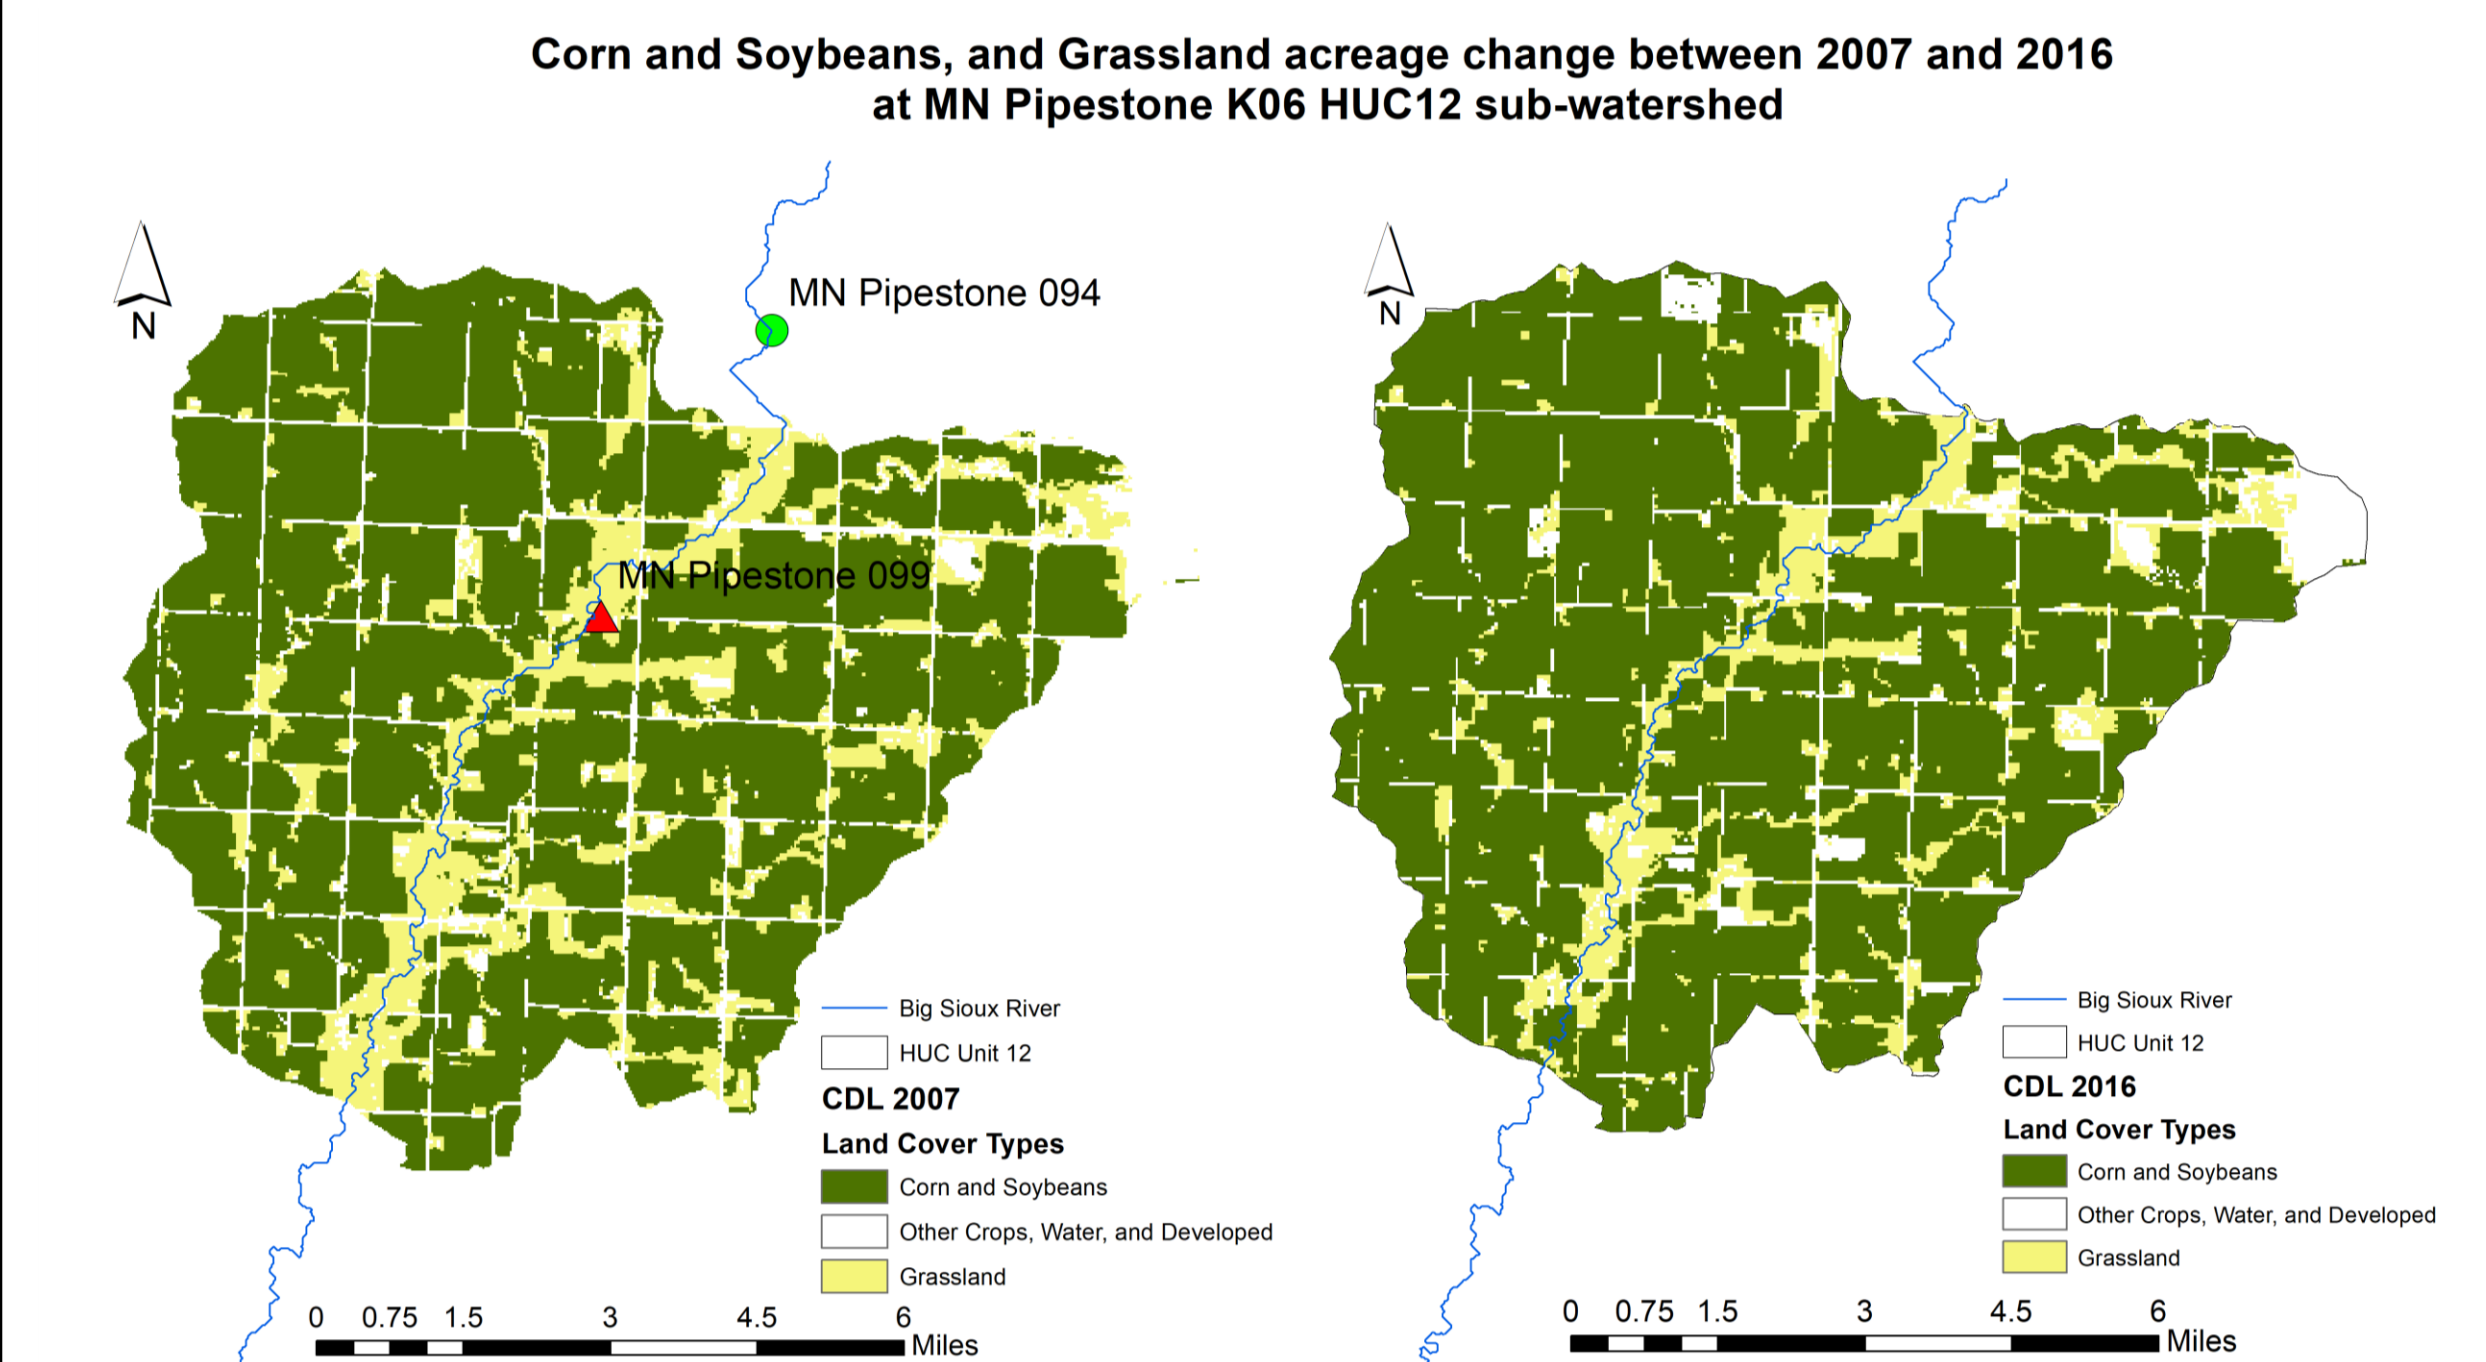 Corn and Soybeans, and Grassland acreage change between 2007 and 2016
at MN Pipestone K06 HUC12 sub-watershed
N
MN Pipestone 094
MN Pipestone 099
Big Sioux River
HUC Unit 12
CDL 2007
Land Cover Types
Corn and Soybeans
Other Crops, Water, and Developed
Grassland
0 0.75 1.5 3 4.5 6
Miles
N
Big Sioux River
HUC Unit 12
CDL 2016
Land Cover Types
Corn and Soybeans
Other Crops, Water, and Developed
Grassland
0 0.75 1.5 3 4.5 6
Miles